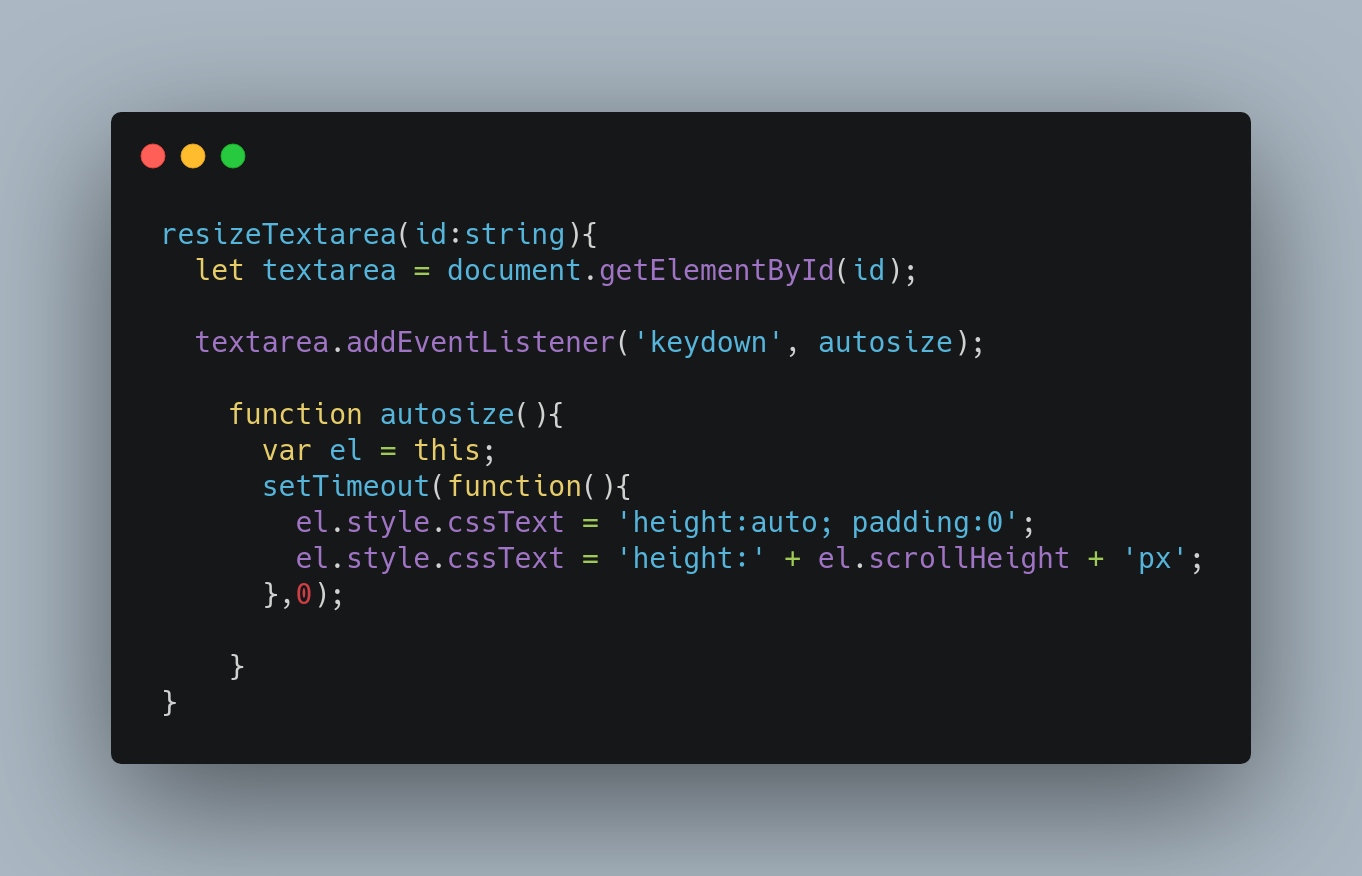 resizeTextarea(id:string){
  let textarea = document.getElementById(id);
  textarea.addEventListener('keydown', autosize);
    function autosize(){
      var el = this;
      setTimeout(function(){
        el.style.cssText = 'height:auto; padding:0';
        el.style.cssText = 'height:' + el.scrollHeight + 'px';
      },0);
    }
}